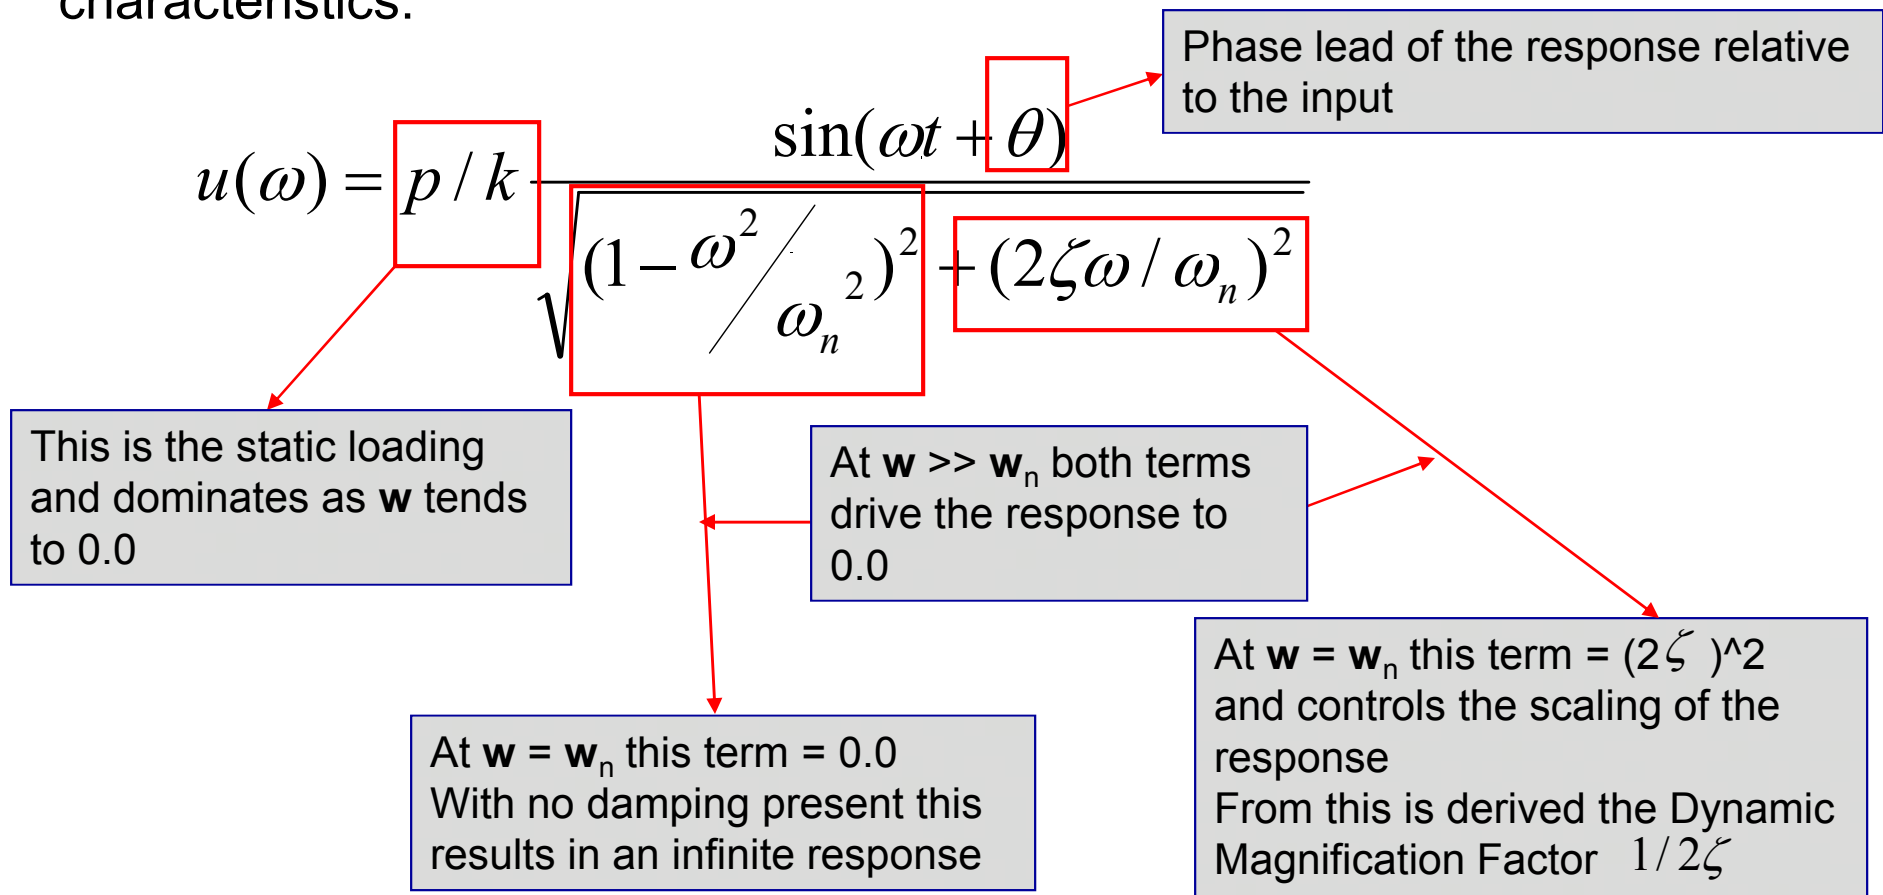 characteristics.
Phase lead of the response relative
to the input
u(ω) = p / k sin(ωt + θ) / √((1 − ω²/ωₙ²)² + (2ζω / ωₙ)²)
This is the static loading
and dominates as w tends
to 0.0
At w >> wₙ both terms
drive the response to
0.0
At w = wₙ this term = 0.0
With no damping present this
results in an infinite response
At w = wₙ this term = (2ζ )^2
and controls the scaling of the
response
From this is derived the Dynamic
Magnification Factor 1/ 2ζ